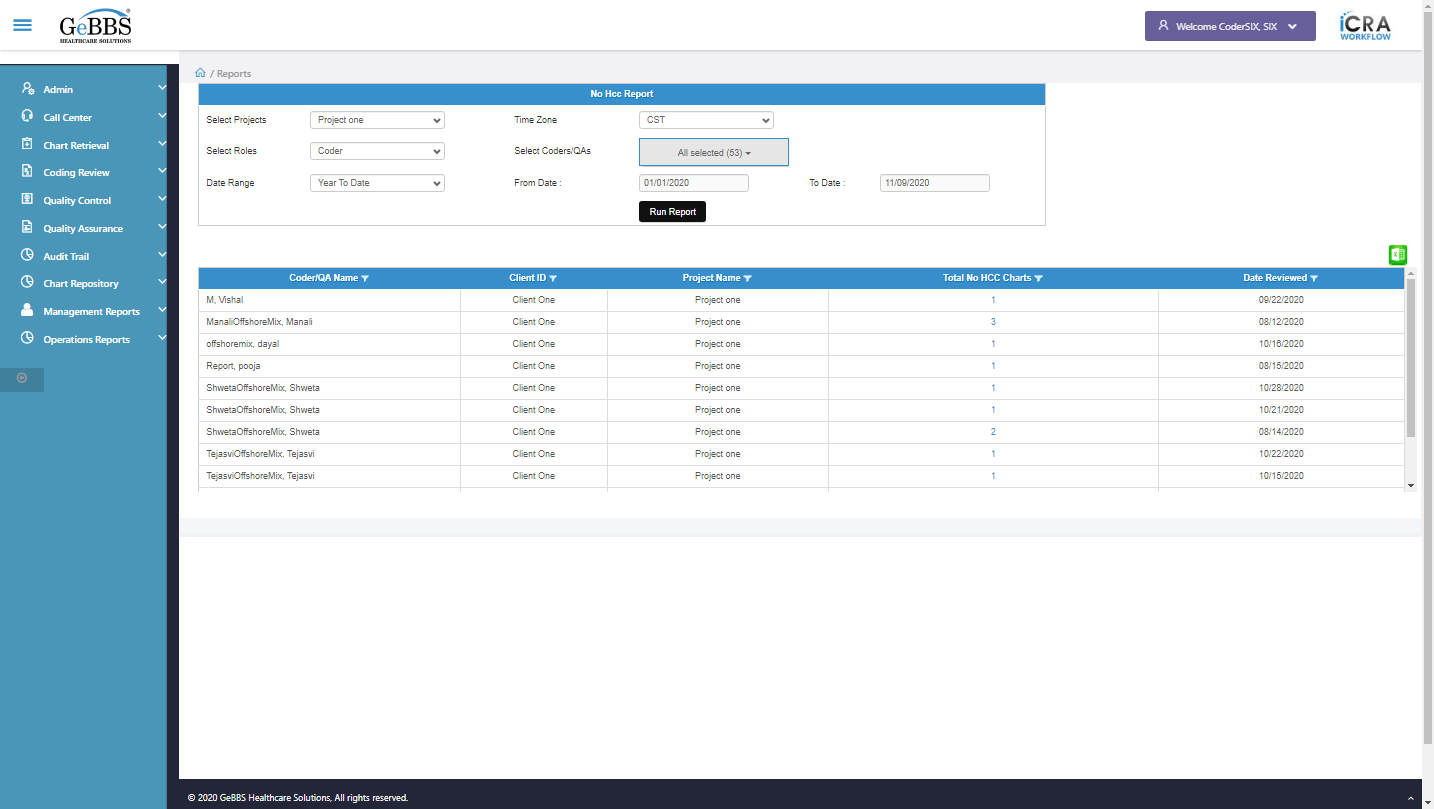 GeBBS
HEALTHCARE SOLUTIONS
Welcome CoderSIX, SIX
iCRA
WORKFLOW
Admin
Call Center
Chart Retrieval
Coding Review
Quality Control
Quality Assurance
Audit Trail
Chart Repository
Management Reports
Operations Reports
/ Reports
No Hcc Report
Select Projects Project one Time Zone CST
Select Roles Coder Select Coders/QAs All selected (53)
Date Range Year To Date From Date : 01/01/2020 To Date : 11/09/2020
Run Report
Coder/QA Name Client ID Project Name Total No HCC Charts Date Reviewed
M, Vishal Client One Project one 1 09/22/2020
ManaliOffshoreMix, Manali Client One Project one 3 08/12/2020
offshoremix, dayal Client One Project one 1 10/16/2020
Report, pooja Client One Project one 1 08/15/2020
ShwetaOffshoreMix, Shweta Client One Project one 1 10/28/2020
ShwetaOffshoreMix, Shweta Client One Project one 1 10/21/2020
ShwetaOffshoreMix, Shweta Client One Project one 2 08/14/2020
TejasviOffshoreMix, Tejasvi Client One Project one 1 10/22/2020
TejasviOffshoreMix, Tejasvi Client One Project one 1 10/15/2020
© 2020 GeBBS Healthcare Solutions, All rights reserved.